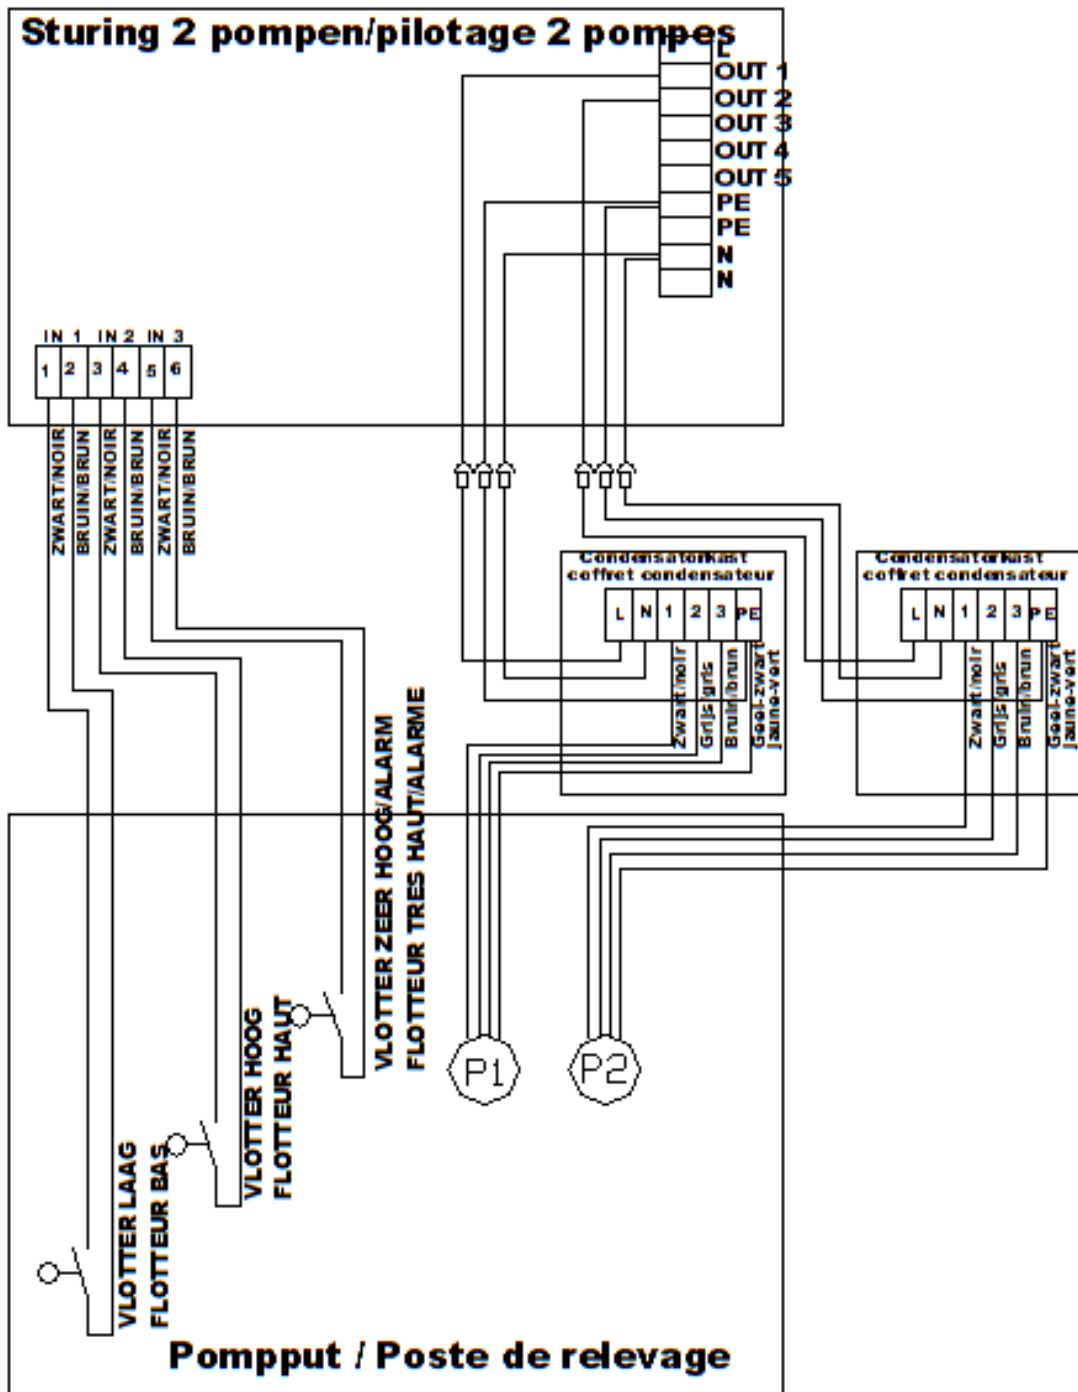 Sturing 2 pompen/pilotage 2 pompes
L
OUT 1
OUT 2
OUT 3
OUT 4
OUT 5
PE
PE
N
N
IN 1 IN 2 IN 3
1 2 3 4 5 6
ZWART/NOIR
BRUIN/BRUN
ZWART/NOIR
BRUIN/BRUN
ZWART/NOIR
BRUIN/BRUN
Condensatorkast
coffret condensateur
L N 1 2 3 PE
Zwart/noir
Grijs/gris
Bruin/brun
Geel-zwart
jaune-vert
Condensatorkast
coffret condensateur
L N 1 2 3 PE
Zwart/noir
Grijs/gris
Bruin/brun
Geel-zwart
jaune-vert
VLOTTER ZEER HOOG/ALARM
FLOTTEUR TRES HAUT/ALARME
VLOTTER HOOG
FLOTTEUR HAUT
VLOTTER LAAG
FLOTTEUR BAS
P1
P2
Pompput / Poste de relevage